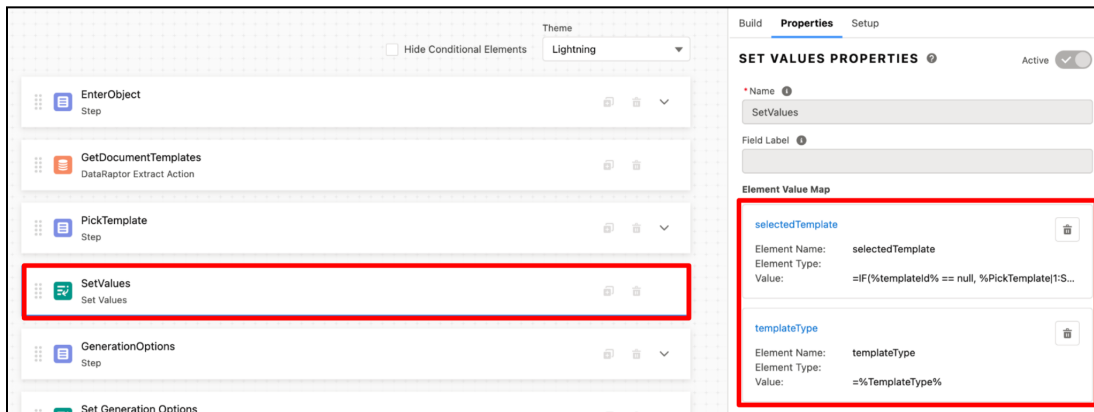 Theme
Hide Conditional Elements
Lightning
EnterObject
Step
GetDocumentTemplates
DataRaptor Extract Action
PickTemplate
Step
SetValues
Set Values
GenerationOptions
Step
Set Generation Options
Build Properties Setup
SET VALUES PROPERTIES
Active
*Name
SetValues
Field Label
Element Value Map
selectedTemplate
Element Name: selectedTemplate
Element Type:
Value: =IF(%templateId% == null, %PickTemplate|1:S...
templateType
Element Name: templateType
Element Type:
Value: =%TemplateType%